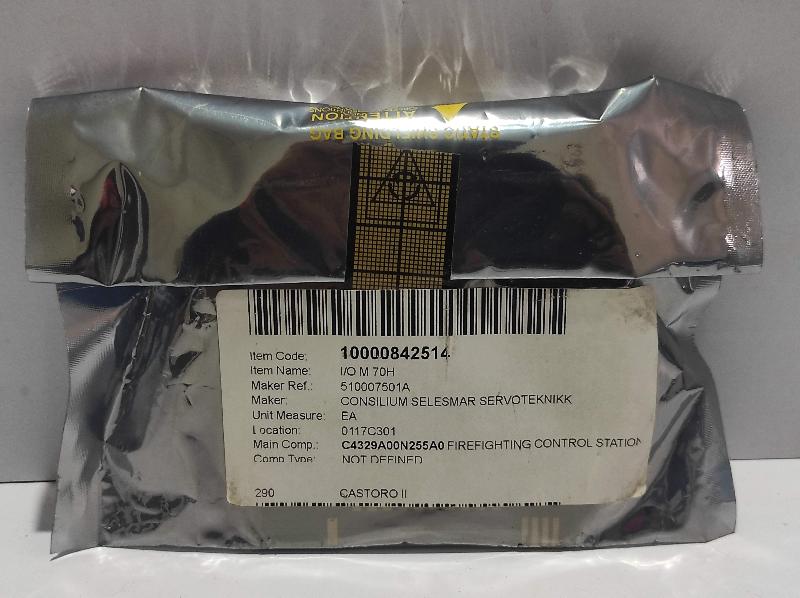 ATTENTION
STATIC SHIELDING BAG
Item Code: 10000842514
Item Name: I/O M 70H
Maker Ref.: 510007501A
Maker: CONSILIUM SELESMAR SERVOTEKNIKK
Unit Measure: EA
Location: 0117C301
Main Comp.: C4329A00N255A0 FIREFIGHTING CONTROL STATION
Comp Type: NOT DEFINED
290 CASTORO II